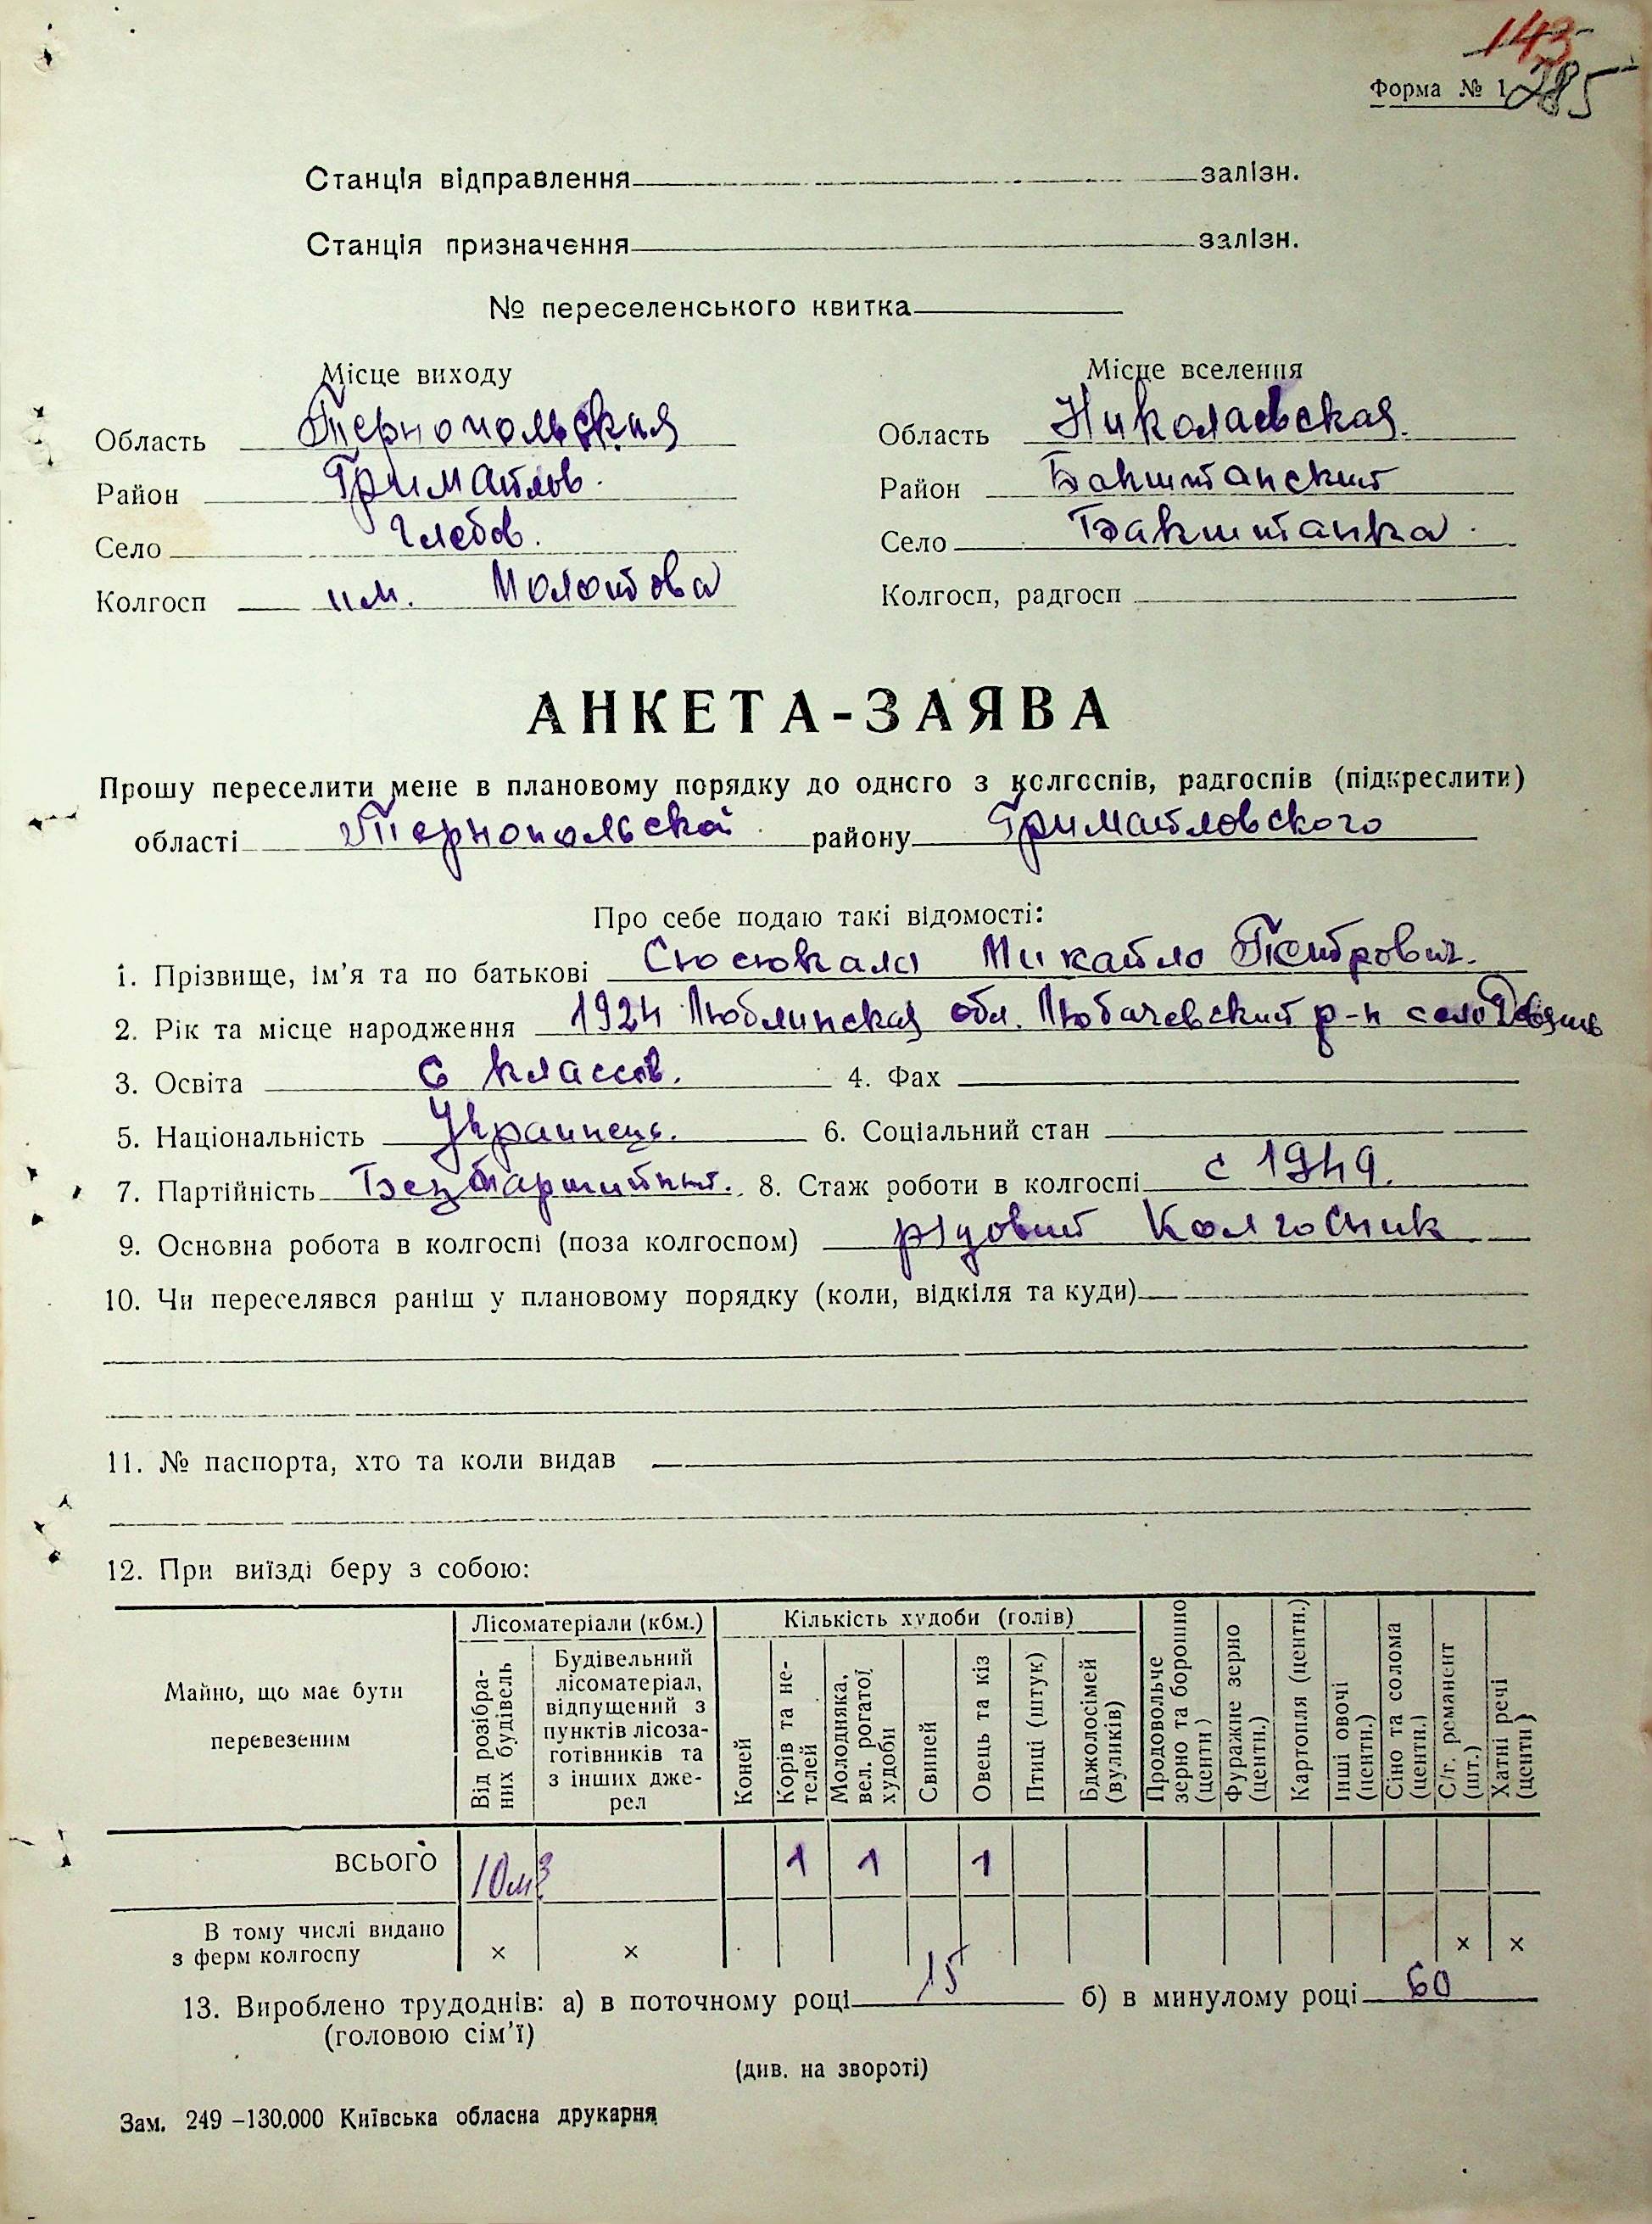 143
Форма № 1 285
Станція відправлення залізн.
Станція призначення залізн.
№ переселенського квитка
Місце виходу Місце вселення
Область Тернопольская Область Николаевская
Район Гримайлов. Район Бакштанский
Село Глебов. Село Бакштанка.
Колгосп им. Молотова Колгосп, радгосп
АНКЕТА-ЗАЯВА
Прошу переселити мене в плановому порядку до одного з колгоспів, радгоспів (підкреслити)
області Тернопольской району Гримайловского
Про себе подаю такі відомості:
1. Прізвище, ім’я та по батькові Михайло Петрович.
2. Рік та місце народження 1924 Люблинская обл. Любачевский р-н село
3. Освіта 6 классов. 4. Фах
5. Національність Украинець. 6. Соціальний стан
7. Партійність Безпартийный. 8. Стаж роботи в колгоспі с 1949.
9. Основна робота в колгоспі (поза колгоспом) рядовий Колгосник
10. Чи переселявся раніш у плановому порядку (коли, відкіля та куди)
11. № паспорта, хто та коли видав
12. При виїзді беру з собою:
Майно, що має бути перевезеним
Лісоматеріали (кбм.)
Від розібраних будівель
Будівельний лісоматеріал, відпущений з пунктів лісозаготівників та з інших джерел
Кількість худоби (голів)
Коней
Корів та нетелей
Молодняка, вел. рогатої худоби
Свиней
Овець та кіз
Птиці (штук)
Бджолосімей (вуликів)
Продовольче зерно та борошно (центн)
Фуражне зерно (центн.)
Картопля (центн.)
Інші овочі (центн.)
Сіно та солома (центн.)
С/г. реманент (шт.)
Хатні речі (центн)
ВСЬОГО 10 м3 1 1 1
В тому числі видано
з ферм колгоспу × × × ×
13. Вироблено трудоднів: а) в поточному році 15 б) в минулому році 60
(головою сім’ї)
(див. на звороті)
Зам. 249 –130.000 Київська обласна друкарня